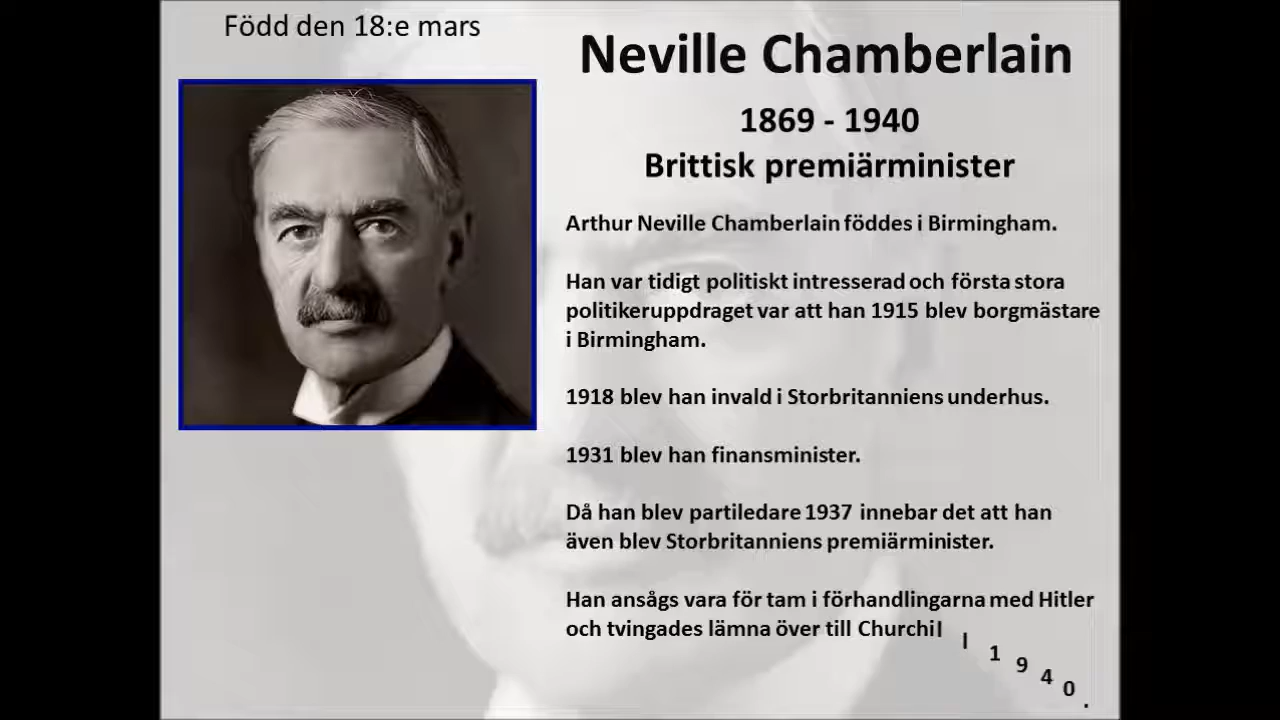 Född den 18:e mars
Neville Chamberlain
1869 - 1940
Brittisk premiärminister
Arthur Neville Chamberlain föddes i Birmingham.
Han var tidigt politiskt intresserad och första stora
politikeruppdraget var att han 1915 blev borgmästare
i Birmingham.
1918 blev han invald i Storbritanniens underhus.
1931 blev han finansminister.
Då han blev partiledare 1937 innebar det att han
även blev Storbritanniens premiärminister.
Han ansågs vara för tam i förhandlingarna med Hitler
och tvingades lämna över till Churchill 1940.